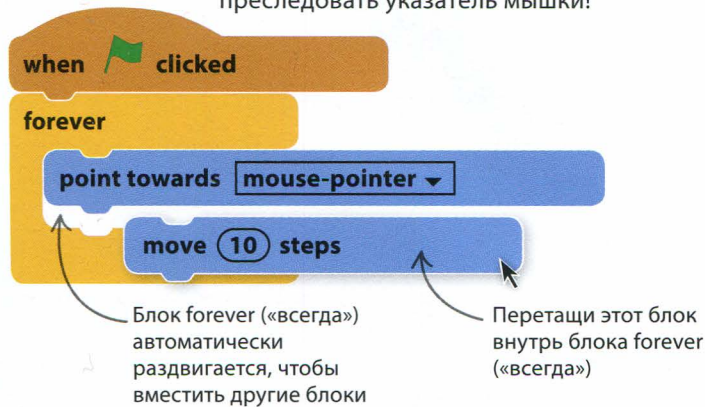 преследовать указатель мышки!
when clicked
forever
point towards mouse-pointer
move 10 steps
Блок forever («всегда»)
автоматически
раздвигается, чтобы
вместить другие блоки
Перетащи этот блок
внутрь блока forever
(«всегда»)